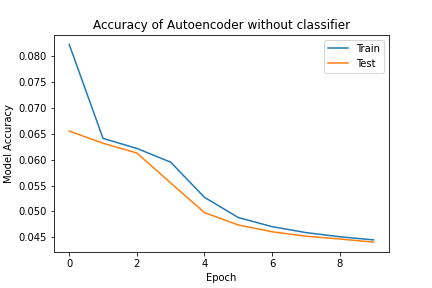 Accuracy of Autoencoder without classifier
Train
Test
0.080
0.075
0.070
0.065
0.060
0.055
0.050
0.045
Model Accuracy
0 2 4 6 8
Epoch